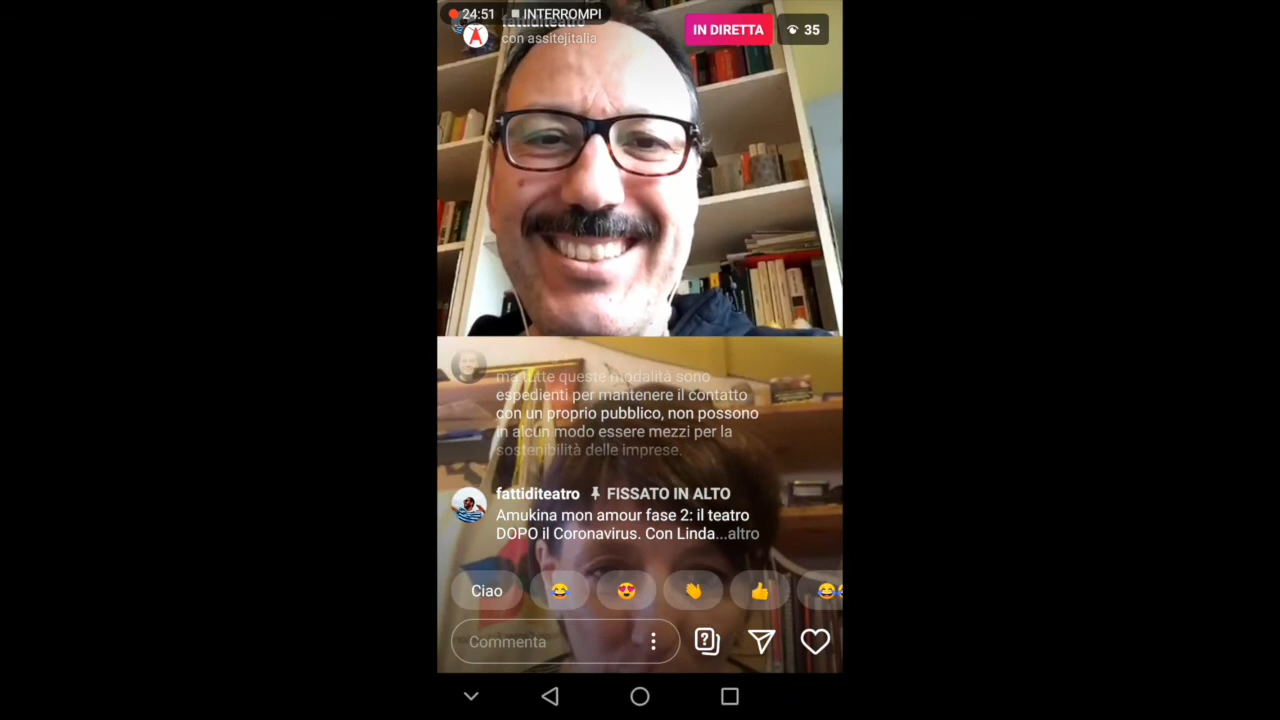 24:51 INTERROMPI
fattiditeatro
con assitejitalia
IN DIRETTA
35
ma tutte queste modalità sono
espedienti per mantenere il contatto
con un proprio pubblico, non possono
in alcun modo essere mezzi per la
sostenibilità delle imprese.
fattiditeatro FISSATO IN ALTO
Amukina mon amour fase 2: il teatro
DOPO il Coronavirus. Con Linda...altro
Ciao
Commenta